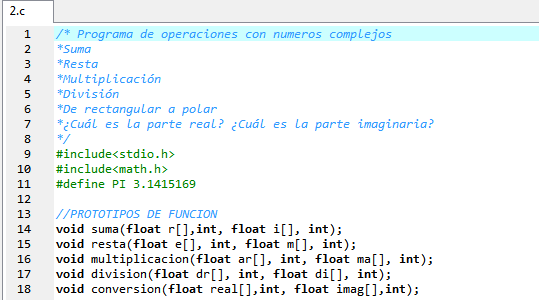 2.c
1 /* Programa de operaciones con numeros complejos
2 *Suma
3 *Resta
4 *Multiplicación
5 *División
6 *De rectangular a polar
7 *¿Cuál es la parte real? ¿Cuál es la parte imaginaria?
8 */
9 #include<stdio.h>
10 #include<math.h>
11 #define PI 3.1415169
12
13 //PROTOTIPOS DE FUNCION
14 void suma(float r[],int, float i[], int);
15 void resta(float e[], int, float m[], int);
16 void multiplicacion(float ar[], int, float ma[], int);
17 void division(float dr[], int, float di[], int);
18 void conversion(float real[],int, float imag[],int);